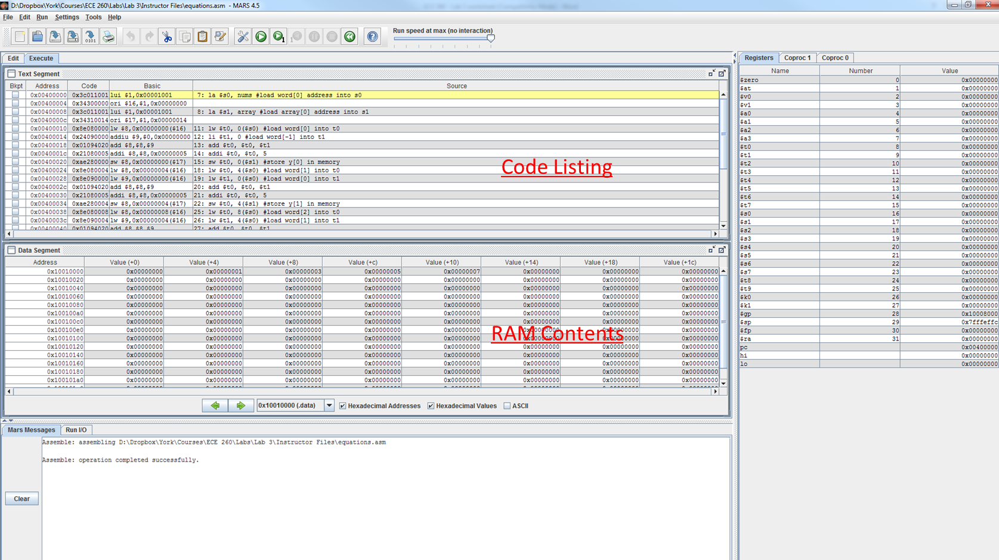 D:\Dropbox\York\Courses\ECE 260\Labs\Lab 3\Instructor Files\equations.asm - MARS 4.5
File Edit Run Settings Tools Help
Run speed at max (no interaction)
Edit Execute
Text Segment
Bkpt Address Code Basic Source
0x00400000 0x3c011001 lui $1,0x00001001 7: la $s0, nums #load word[0] address into s0
0x00400004 0x34300000 ori $16,$1,0x00000000
0x00400008 0x3c011001 lui $1,0x00001001 8: la $s1, array #load array[0] address into s1
0x0040000c 0x34310014 ori $17,$1,0x00000014
0x00400010 0x8e080000 lw $8,0x00000000($16) 11: lw $t0, 0($s0) #load word[0] into t0
0x00400014 0x24090000 addiu $9,$0,0x00000000 12: li $t1, 0 #load word[-1] into t1
0x00400018 0x01094020 add $8,$8,$9 13: add $t0, $t0, $t1
0x0040001c 0x21080005 addi $8,$8,0x00000005 14: addi $t0, $t0, 5
0x00400020 0xae280000 sw $8,0x00000000($17) 15: sw $t0, 0($s1) #store y[0] in memory
0x00400024 0x8e080004 lw $8,0x00000004($16) 18: lw $t0, 4($s0) #load word[1] into t0
0x00400028 0x8e090000 lw $9,0x00000000($16) 19: lw $t1, 0($s0) #load word[0] into t1
0x0040002c 0x01094020 add $8,$8,$9 20: add $t0, $t0, $t1
0x00400030 0x21080005 addi $8,$8,0x00000005 21: addi $t0, $t0, 5
0x00400034 0xae280004 sw $8,0x00000004($17) 22: sw $t0, 4($s1) #store y[1] in memory
0x00400038 0x8e080008 lw $8,0x00000008($16) 25: lw $t0, 8($s0) #load word[2] into t0
0x0040003c 0x8e090004 lw $9,0x00000004($16) 26: lw $t1, 4($s0) #load word[1] into t1
0x00400040 0x01094020 add $8,$8,$9 27: add $t0, $t0, $t1
Code Listing
Data Segment
Address Value (+0) Value (+4) Value (+8) Value (+c) Value (+10) Value (+14) Value (+18) Value (+1c)
0x10010000 0x00000000 0x00000001 0x00000003 0x00000005 0x00000007 0x00000000 0x00000000 0x00000000
0x10010020 0x00000000 0x00000000 0x00000000 0x00000000 0x00000000 0x00000000 0x00000000 0x00000000
0x10010040 0x00000000 0x00000000 0x00000000 0x00000000 0x00000000 0x00000000 0x00000000 0x00000000
0x10010060 0x00000000 0x00000000 0x00000000 0x00000000 0x00000000 0x00000000 0x00000000 0x00000000
0x10010080 0x00000000 0x00000000 0x00000000 0x00000000 0x00000000 0x00000000 0x00000000 0x00000000
0x100100a0 0x00000000 0x00000000 0x00000000 0x00000000 0x00000000 0x00000000 0x00000000 0x00000000
0x100100c0 0x00000000 0x00000000 0x00000000 0x00000000 0x00000000 0x00000000 0x00000000 0x00000000
0x100100e0 0x00000000 0x00000000 0x00000000 0x00000000 0x00000000 0x00000000 0x00000000 0x00000000
0x10010100 0x00000000 0x00000000 0x00000000 0x00000000 0x00000000 0x00000000 0x00000000 0x00000000
0x10010120 0x00000000 0x00000000 0x00000000 0x00000000 0x00000000 0x00000000 0x00000000 0x00000000
0x10010140 0x00000000 0x00000000 0x00000000 0x00000000 0x00000000 0x00000000 0x00000000 0x00000000
0x10010160 0x00000000 0x00000000 0x00000000 0x00000000 0x00000000 0x00000000 0x00000000 0x00000000
0x10010180 0x00000000 0x00000000 0x00000000 0x00000000 0x00000000 0x00000000 0x00000000 0x00000000
0x100101a0 0x00000000 0x00000000 0x00000000 0x00000000 0x00000000 0x00000000 0x00000000 0x00000000
RAM Contents
0x10010000 (.data) Hexadecimal Addresses Hexadecimal Values ASCII
Mars Messages Run I/O
Assemble: assembling D:\Dropbox\York\Courses\ECE 260\Labs\Lab 3\Instructor Files\equations.asm
Assemble: operation completed successfully.
Clear
Registers Coproc 1 Coproc 0
Name Number Value
$zero 0 0x00000000
$at 1 0x00000000
$v0 2 0x00000000
$v1 3 0x00000000
$a0 4 0x00000000
$a1 5 0x00000000
$a2 6 0x00000000
$a3 7 0x00000000
$t0 8 0x00000000
$t1 9 0x00000000
$t2 10 0x00000000
$t3 11 0x00000000
$t4 12 0x00000000
$t5 13 0x00000000
$t6 14 0x00000000
$t7 15 0x00000000
$s0 16 0x00000000
$s1 17 0x00000000
$s2 18 0x00000000
$s3 19 0x00000000
$s4 20 0x00000000
$s5 21 0x00000000
$s6 22 0x00000000
$s7 23 0x00000000
$t8 24 0x00000000
$t9 25 0x00000000
$k0 26 0x00000000
$k1 27 0x00000000
$gp 28 0x10008000
$sp 29 0x7fffeffc
$fp 30 0x00000000
$ra 31 0x00000000
pc 0x00400000
hi 0x00000000
lo 0x00000000